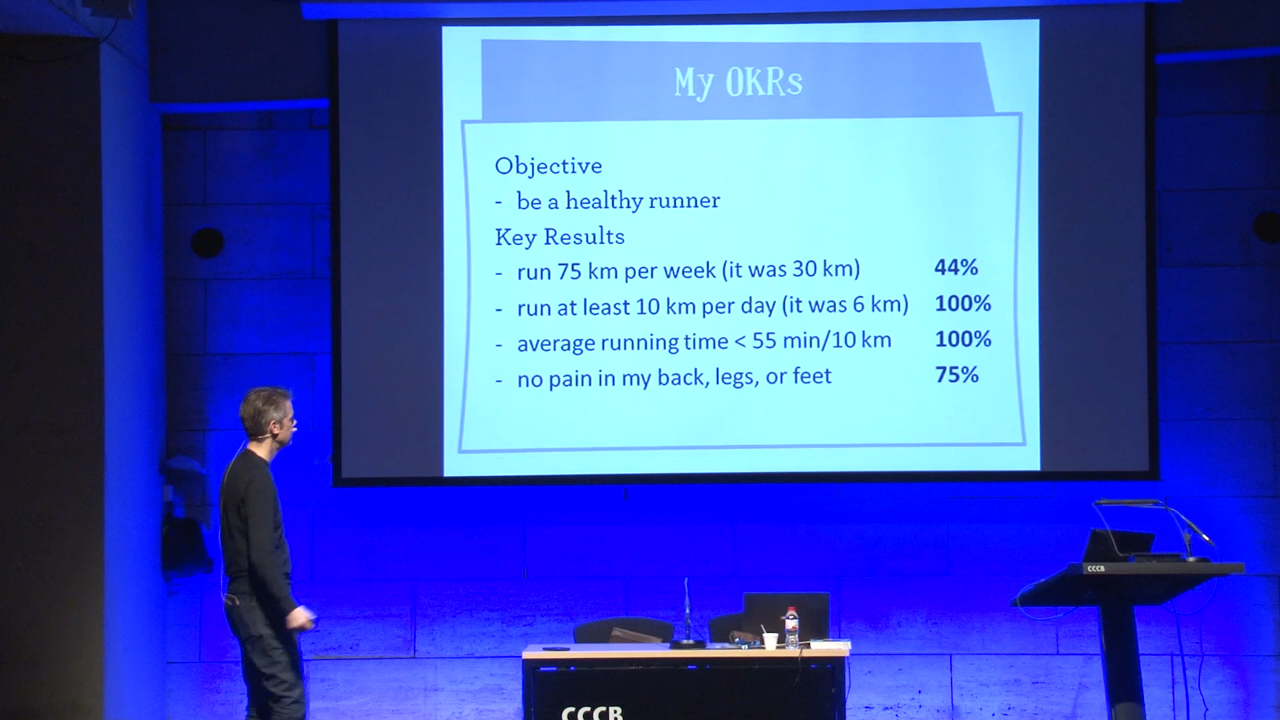 My OKRs
Objective
- be a healthy runner
Key Results
- run 75 km per week (it was 30 km) 44%
- run at least 10 km per day (it was 6 km) 100%
- average running time < 55 min/10 km 100%
- no pain in my back, legs, or feet 75%
CCCB
CCCB